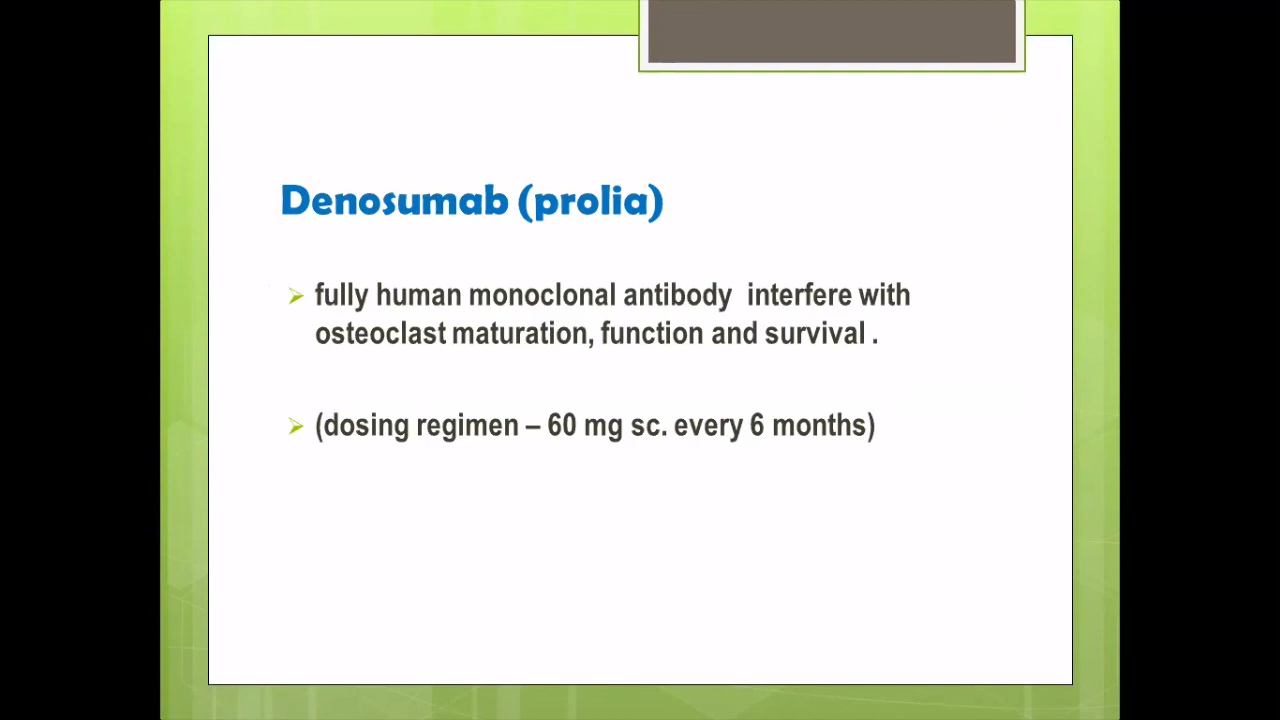 Denosumab (prolia)
fully human monoclonal antibody  interfere with
osteoclast maturation, function and survival .
(dosing regimen – 60 mg sc. every 6 months)